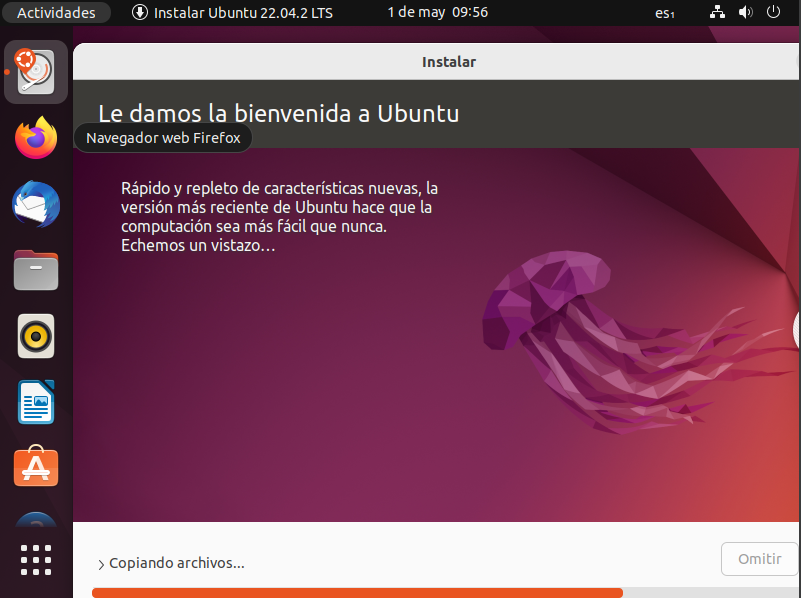 Actividades
Instalar Ubuntu 22.04.2 LTS
1 de may 09:56
es₁
Instalar
Le damos la bienvenida a Ubuntu
Navegador web Firefox
Rápido y repleto de características nuevas, la
versión más reciente de Ubuntu hace que la
computación sea más fácil que nunca.
Echemos un vistazo…
Copiando archivos...
Omitir